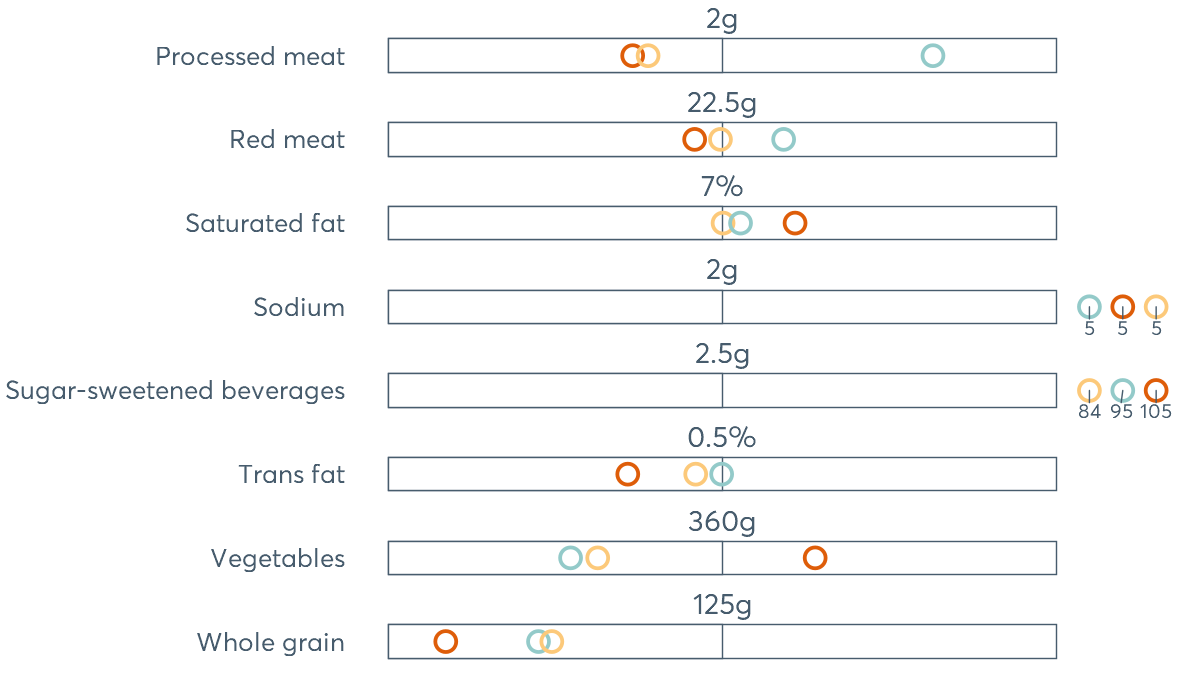 2g
Processed meat
22.5g
Red meat
7%
Saturated fat
2g
Sodium
5 5 5
2.5g
Sugar-sweetened beverages
84 95 105
0.5%
Trans fat
360g
Vegetables
125g
Whole grain